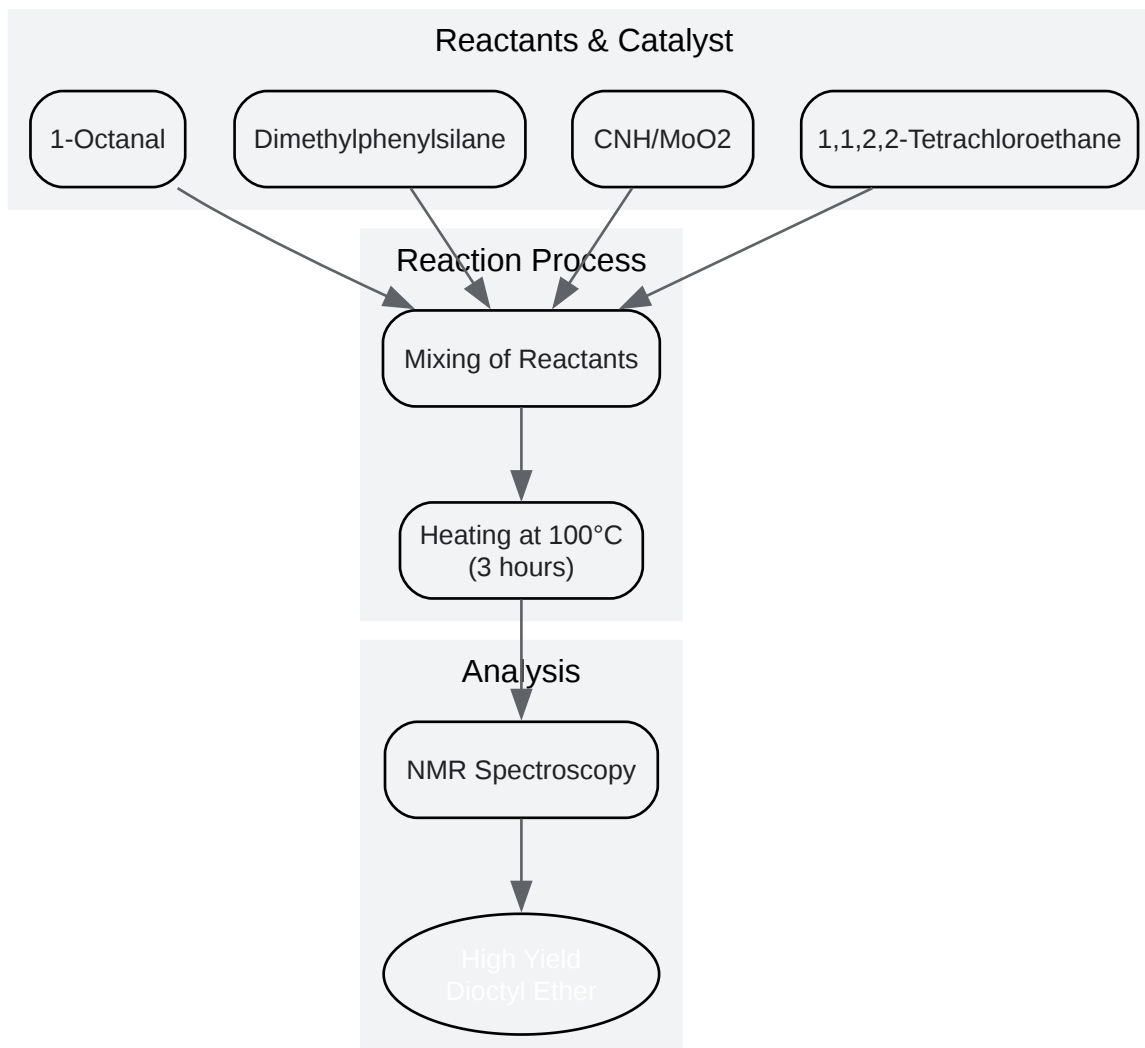 Reactants & Catalyst
1-Octanal
Dimethylphenylsilane
CNH/MoO2
1,1,2,2-Tetrachloroethane
Reaction Process
Mixing of Reactants
Heating at 100°C
(3 hours)
Analysis
NMR Spectroscopy
High Yield
Dioctyl Ether